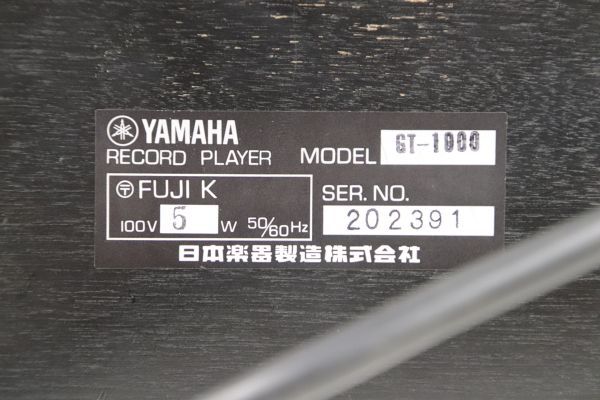 YAMAHA
RECORD PLAYER MODEL GT-1000
〒 FUJI K SER. NO.
100V 5 W 50/60Hz 202391
日本楽器製造株式会社